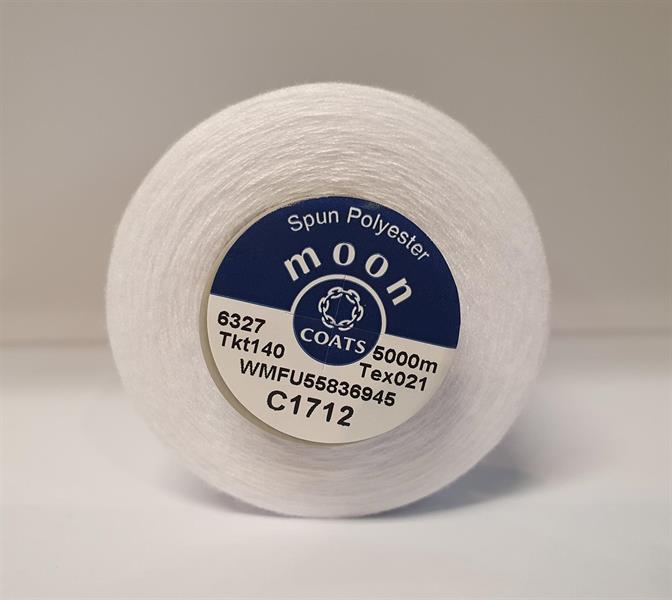 Spun Polyester
moon
COATS
6327 5000m
Tkt140 Tex021
WMFU55836945
C1712